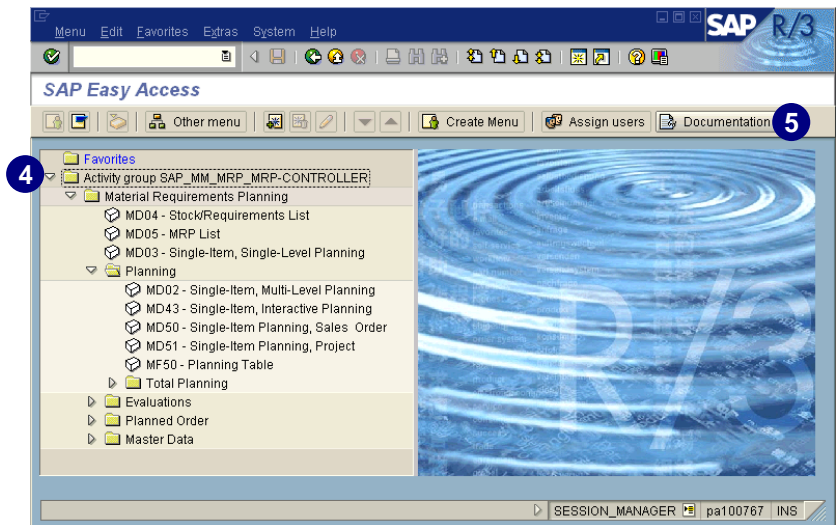 SAP R/3
Menu Edit Favorites Extras System Help
SAP Easy Access
Other menu Create Menu Assign users Documentation 5
Favorites
4 Activity group SAP_MM_MRP_MRP-CONTROLLER
Material Requirements Planning
MD04 - Stock/Requirements List
MD05 - MRP List
MD03 - Single-Item, Single-Level Planning
Planning
MD02 - Single-Item, Multi-Level Planning
MD43 - Single-Item, Interactive Planning
MD50 - Single-Item Planning, Sales Order
MD51 - Single-Item Planning, Project
MF50 - Planning Table
Total Planning
Evaluations
Planned Order
Master Data
R/3
SESSION_MANAGER pa100767 INS